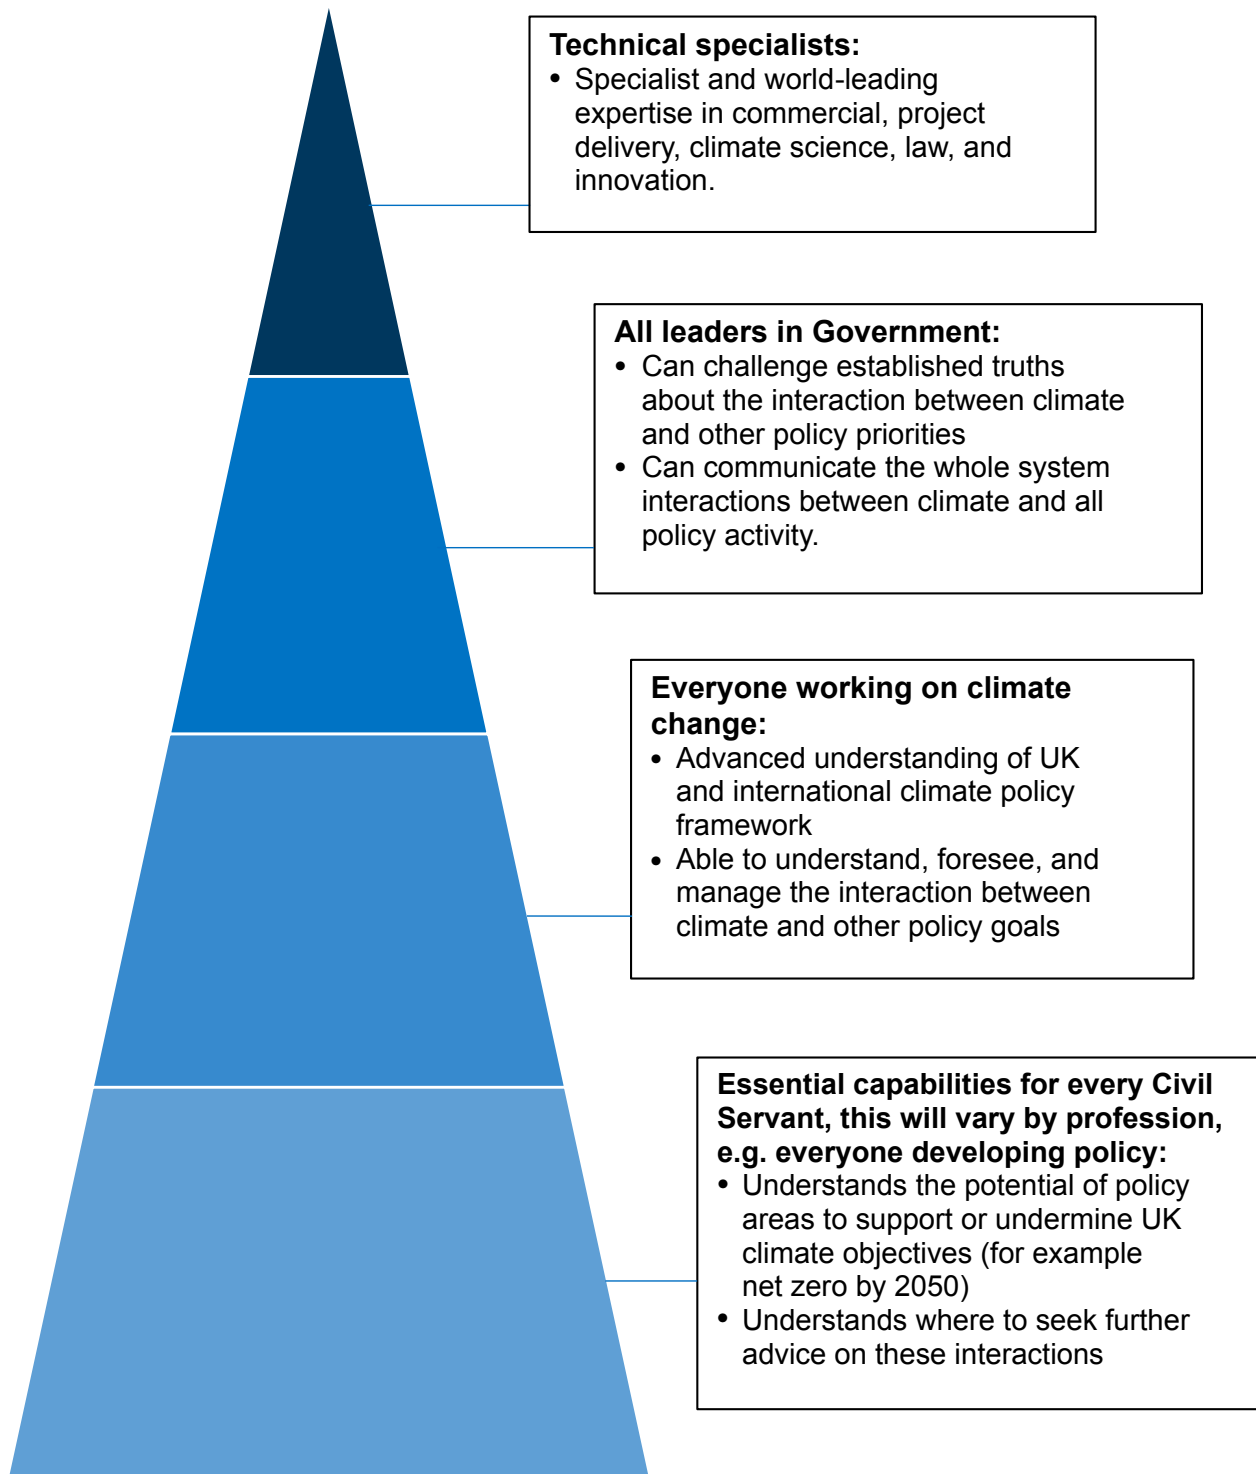 Technical specialists:
• Specialist and world-leading
expertise in commercial, project
delivery, climate science, law, and
innovation.
All leaders in Government:
• Can challenge established truths
about the interaction between climate
and other policy priorities
• Can communicate the whole system
interactions between climate and all
policy activity.
Everyone working on climate
change:
• Advanced understanding of UK
and international climate policy
framework
• Able to understand, foresee, and
manage the interaction between
climate and other policy goals
Essential capabilities for every Civil
Servant, this will vary by profession,
e.g. everyone developing policy:
• Understands the potential of policy
areas to support or undermine UK
climate objectives (for example
net zero by 2050)
• Understands where to seek further
advice on these interactions